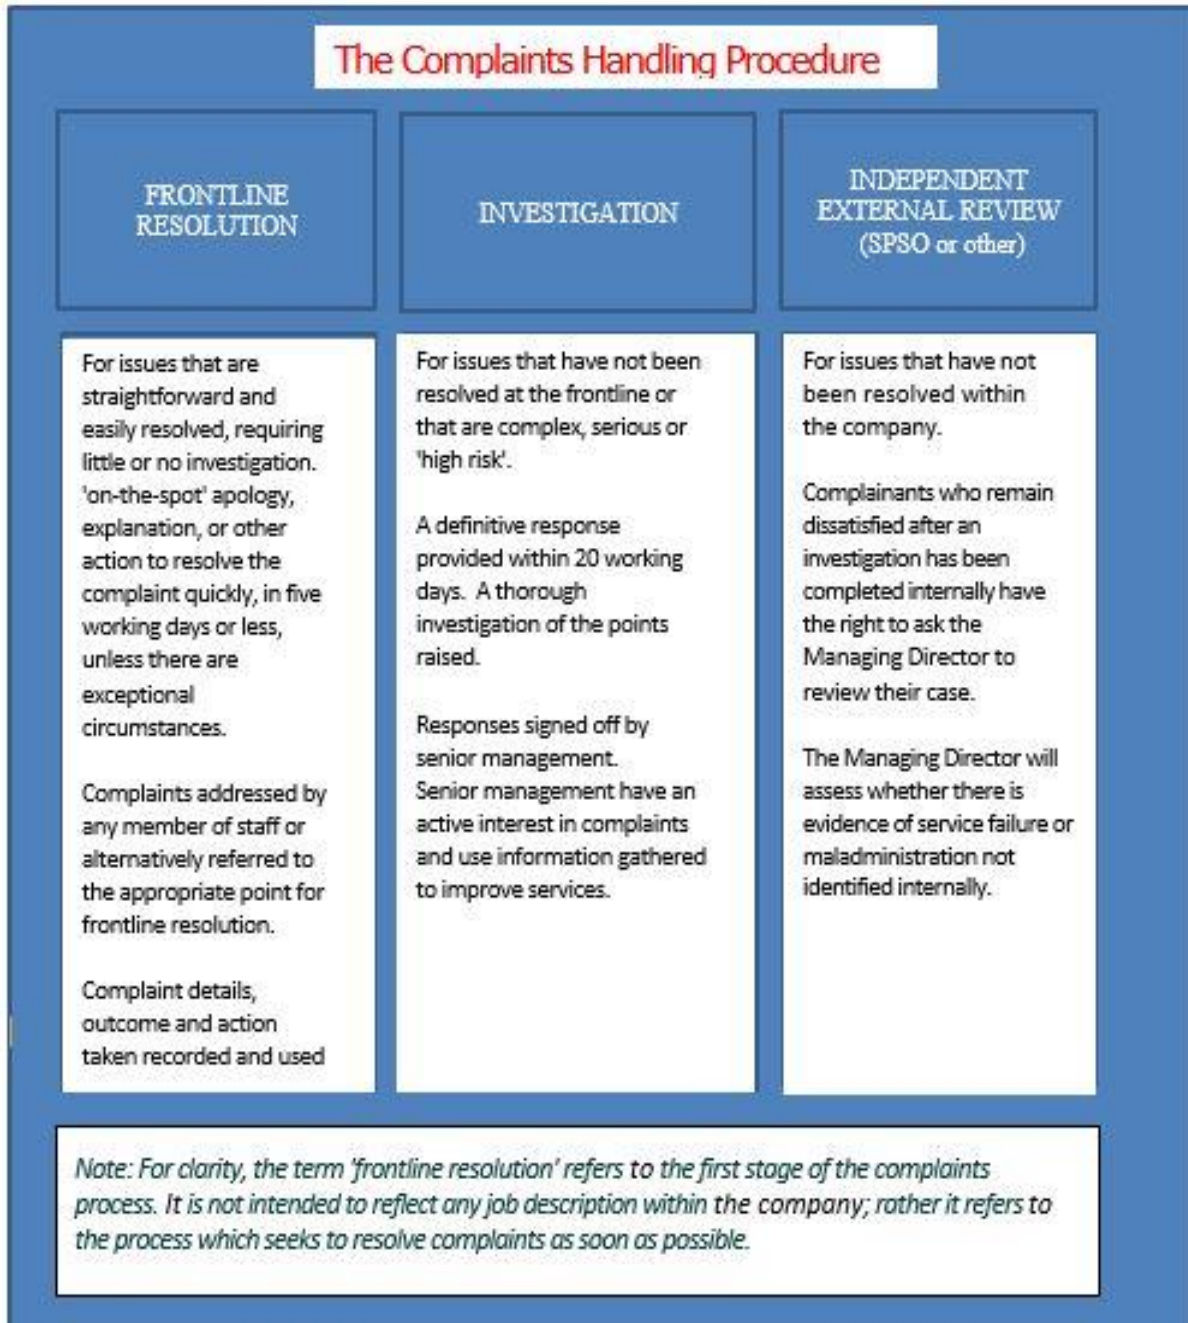 The Complaints Handling Procedure
FRONTLINE
RESOLUTION
For issues that are
straightforward and
easily resolved, requiring
little or no investigation.
'on-the-spot' apology,
explanation, or other
action to resolve the
complaint quickly, in five
working days or less,
unless there are
exceptional
circumstances.
Complaints addressed by
any member of staff or
alternatively referred to
the appropriate point for
frontline resolution.
Complaint details,
outcome and action
taken recorded and used
INVESTIGATION
For issues that have not been
resolved at the frontline or
that are complex, serious or
'high risk'.
A definitive response
provided within 20 working
days.  A thorough
investigation of the points
raised.
Responses signed off by
senior management.
Senior management have an
active interest in complaints
and use information gathered
to improve services.
INDEPENDENT
EXTERNAL REVIEW
(SPSO or other)
For issues that have not
been resolved within
the company.
Complainants who remain
dissatisfied after an
investigation has been
completed internally have
the right to ask the
Managing Director to
review their case.
The Managing Director will
assess whether there is
evidence of service failure or
maladministration not
identified internally.
Note: For clarity, the term 'frontline resolution' refers to the first stage of the complaints
process. It is not intended to reflect any job description within the company; rather it refers to
the process which seeks to resolve complaints as soon as possible.